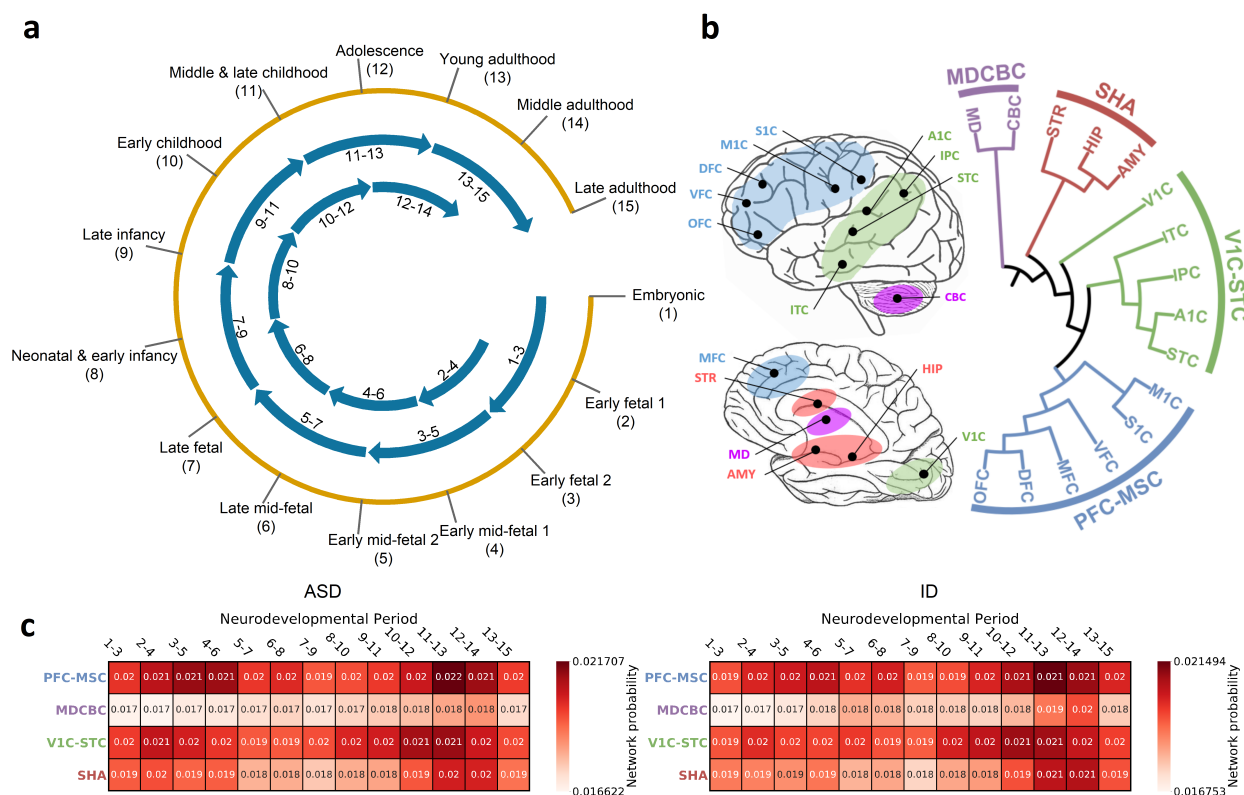 a
Adolescence
(12)
Young adulthood
(13)
Middle & late childhood
(11)
Middle adulthood
(14)
Early childhood
(10)
Late adulthood
(15)
Late infancy
(9)
Embryonic
(1)
Neonatal & early infancy
(8)
Early fetal 1
(2)
Late fetal
(7)
Early fetal 2
(3)
Late mid-fetal
(6)
Early mid-fetal 2
(5)
Early mid-fetal 1
(4)
11-13
13-15
9-11
10-12
12-14
8-10
7-9
6-8
1-3
2-4
4-6
5-7
3-5
b
S1C
M1C
DFC
VFC
OFC
A1C
IPC
STC
ITC
CBC
MFC
STR
HIP
MD
AMY
V1C
MDCBC
MD
CBC
SHA
STR
HIP
AMY
V1C
ITC
IPC
A1C
STC
V1C-STC
M1C
S1C
VFC
MFC
DFC
OFC
PFC-MSC
c
ASD
Neurodevelopmental Period
1-3 2-4 3-5 4-6 5-7 6-8 7-9 8-10 9-11 10-12 11-13 12-14 13-15
PFC-MSC 0.02 0.021 0.021 0.021 0.02 0.02 0.019 0.02 0.02 0.02 0.022 0.021 0.02
MDCBC 0.017 0.017 0.017 0.017 0.017 0.017 0.017 0.017 0.018 0.018 0.018 0.018 0.017
V1C-STC 0.02 0.021 0.02 0.02 0.019 0.019 0.02 0.02 0.02 0.021 0.021 0.02 0.02
SHA 0.019 0.02 0.019 0.019 0.018 0.018 0.018 0.018 0.018 0.019 0.02 0.02 0.019
0.021707
Network probability
0.016622
ID
Neurodevelopmental Period
1-3 2-4 3-5 4-6 5-7 6-8 7-9 8-10 9-11 10-12 11-13 12-14 13-15
PFC-MSC 0.019 0.02 0.02 0.021 0.02 0.02 0.019 0.02 0.02 0.021 0.021 0.021 0.02
MDCBC 0.017 0.017 0.017 0.017 0.018 0.018 0.018 0.018 0.018 0.018 0.019 0.02 0.018
V1C-STC 0.019 0.02 0.02 0.02 0.02 0.02 0.019 0.02 0.02 0.021 0.021 0.02 0.02
SHA 0.019 0.019 0.019 0.019 0.018 0.018 0.018 0.018 0.018 0.019 0.021 0.021 0.019
0.021494
Network probability
0.016753